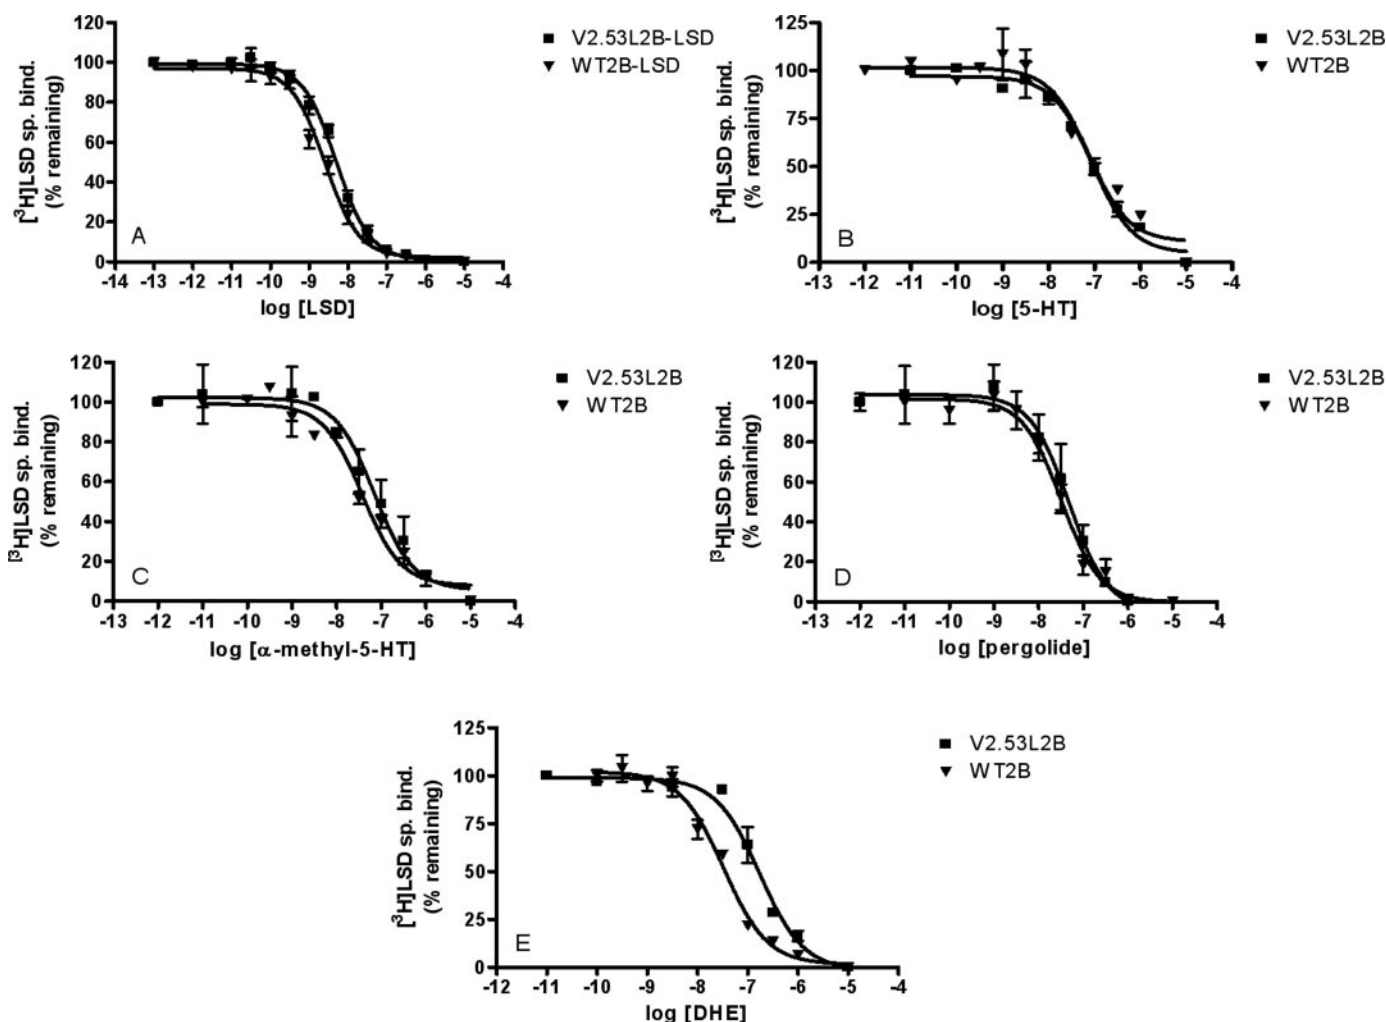 V2.53L2B-LSD
WT2B-LSD
[³H]LSD sp. bind.
(% remaining)
120
100
80
60
40
20
0
A
-14 -13 -12 -11 -10 -9 -8 -7 -6 -5 -4
log [LSD]
V2.53L2B
WT2B
[³H]LSD sp. bind.
(% remaining)
125
100
75
50
25
0
B
-13 -12 -11 -10 -9 -8 -7 -6 -5 -4
log [5-HT]
V2.53L2B
WT2B
[³H]LSD sp. bind.
(% remaining)
120
100
80
60
40
20
0
C
-13 -12 -11 -10 -9 -8 -7 -6 -5 -4
log [α-methyl-5-HT]
V2.53L2B
WT2B
[³H]LSD sp. bind.
(% remaining)
120
100
80
60
40
20
0
D
-13 -12 -11 -10 -9 -8 -7 -6 -5 -4
log [pergolide]
V2.53L2B
WT2B
[³H]LSD sp. bind.
(% remaining)
125
100
75
50
25
0
E
-12 -11 -10 -9 -8 -7 -6 -5 -4
log [DHE]